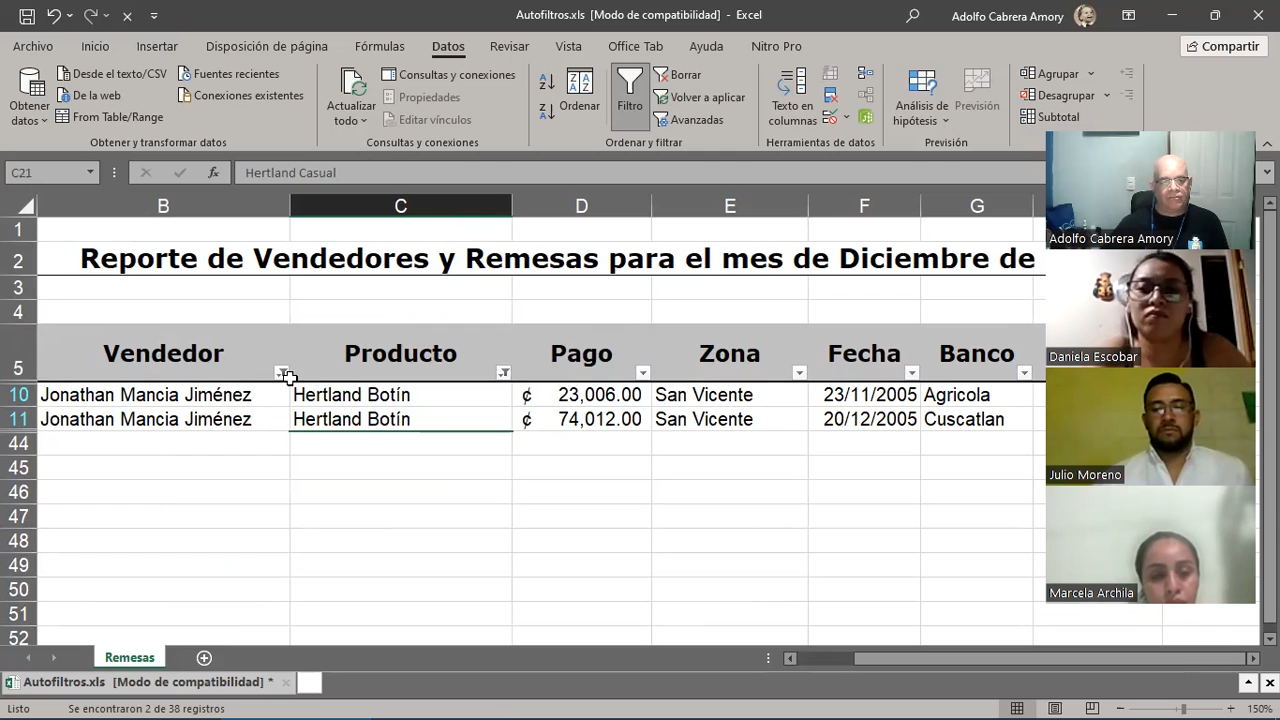 Autofiltros.xls [Modo de compatibilidad] - Excel
Adolfo Cabrera Amory
Archivo Inicio Insertar Disposición de página Fórmulas Datos Revisar Vista Office Tab Ayuda Nitro Pro
Compartir
Obtener datos
Desde el texto/CSV
De la web
From Table/Range
Fuentes recientes
Conexiones existentes
Obtener y transformar datos
Actualizar todo
Consultas y conexiones
Propiedades
Editar vínculos
Consultas y conexiones
Ordenar
Filtro
Borrar
Volver a aplicar
Avanzadas
Ordenar y filtrar
Texto en columnas
Herramientas de datos
Análisis de hipótesis
Previsión
Previsión
Agrupar
Desagrupar
Subtotal
C21
fx
Hertland Casual
B C D E F G
1
2 Reporte de Vendedores y Remesas para el mes de Diciembre de
3
4
5 Vendedor Producto Pago Zona Fecha Banco
10 Jonathan Mancia Jiménez Hertland Botín ¢ 23,006.00 San Vicente 23/11/2005 Agricola
11 Jonathan Mancia Jiménez Hertland Botín ¢ 74,012.00 San Vicente 20/12/2005 Cuscatlan
44
45
46
47
48
49
50
51
52
Adolfo Cabrera Amory
Daniela Escobar
Julio Moreno
Marcela Archila
Remesas
Autofiltros.xls [Modo de compatibilidad] *
Listo Se encontraron 2 de 38 registros
150%